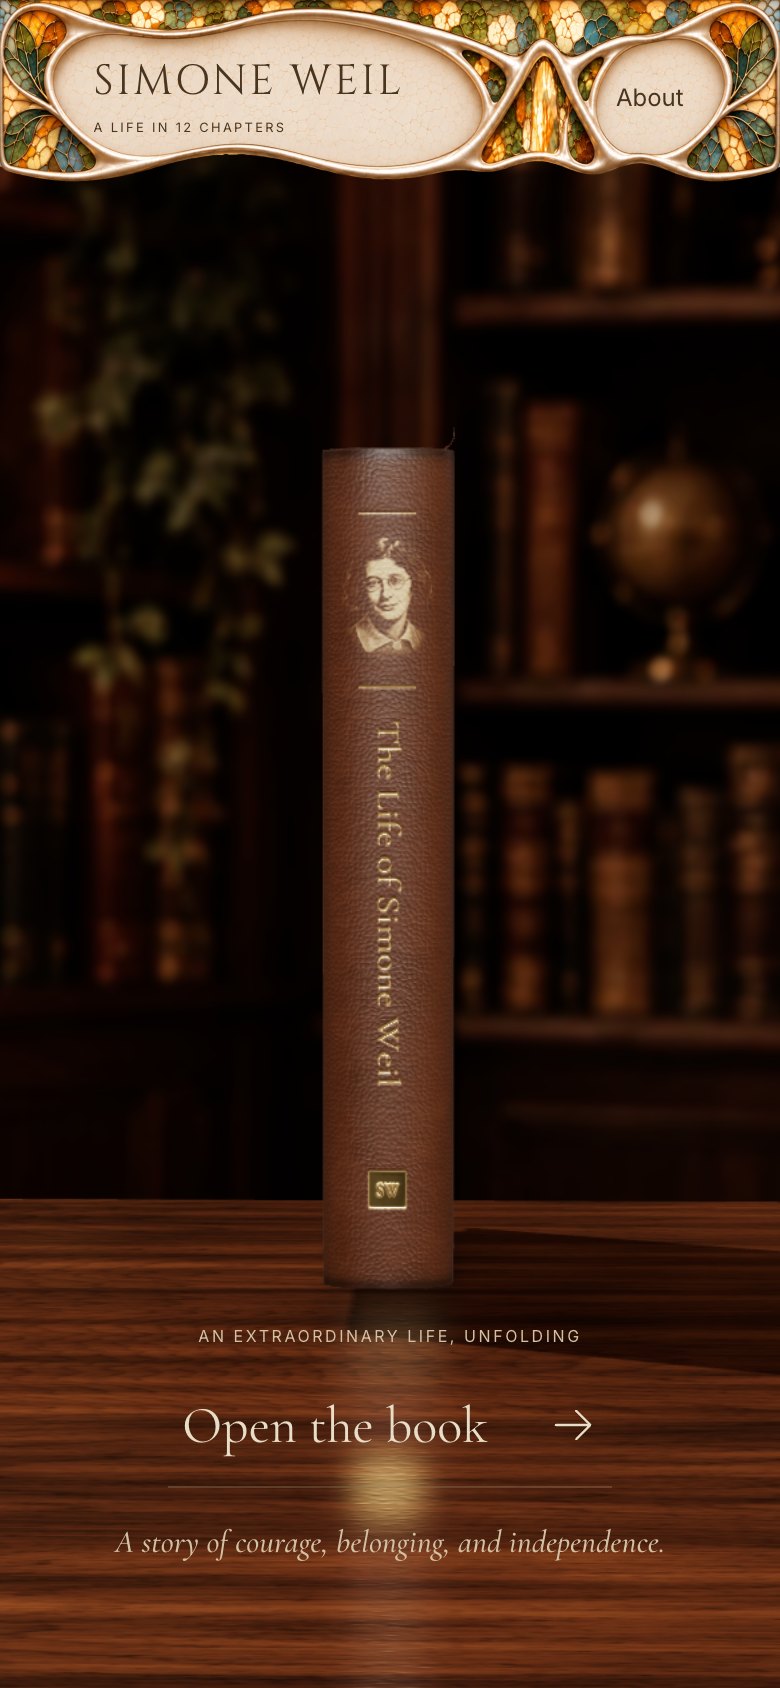 SIMONE WEIL
A LIFE IN 12 CHAPTERS
About
The Life of Simone Weil
SW
AN EXTRAORDINARY LIFE, UNFOLDING
Open the book →
A story of courage, belonging, and independence.